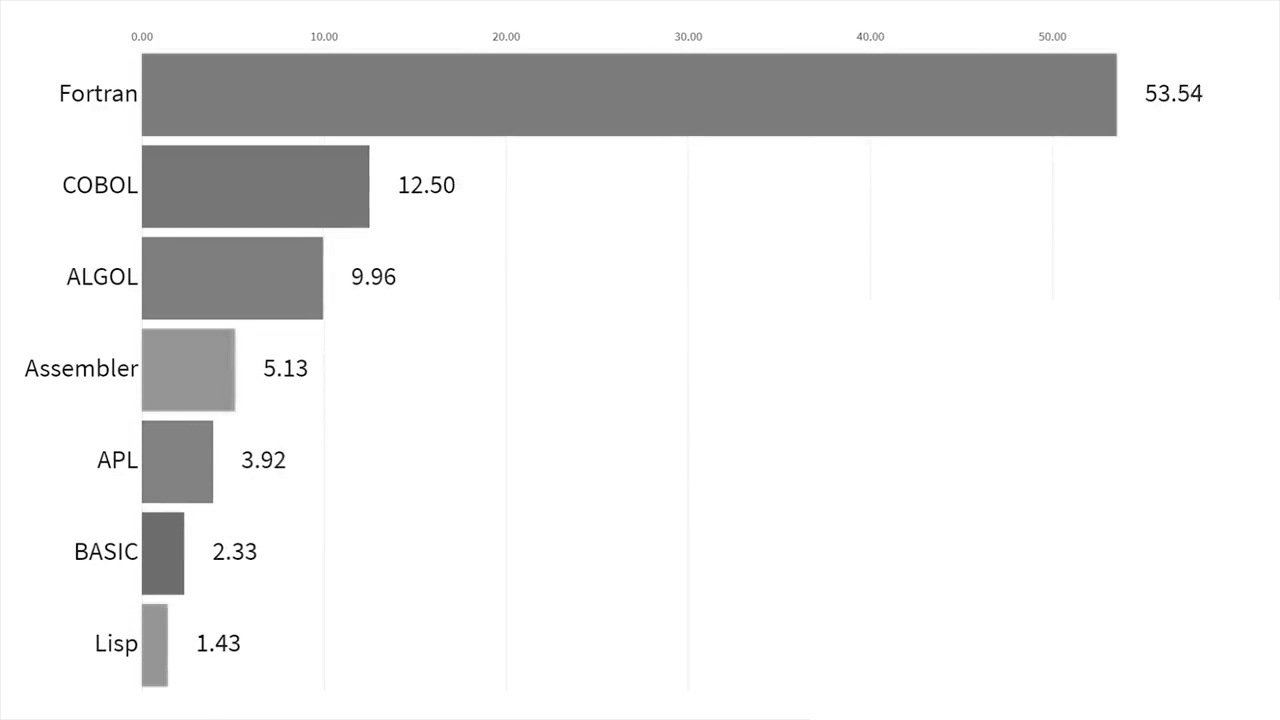 0.00 10.00 20.00 30.00 40.00 50.00
Fortran 53.54
COBOL 12.50
ALGOL 9.96
Assembler 5.13
APL 3.92
BASIC 2.33
Lisp 1.43